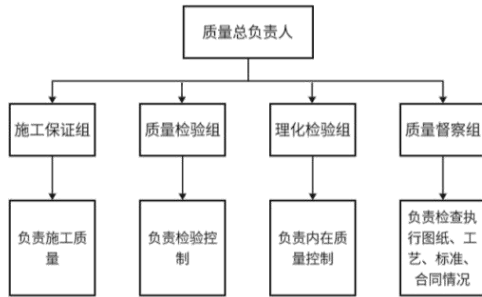 质量总负责人
施工保证组
质量检验组
理化检验组
质量督察组
负责施工质
量
负责检验控
制
负责内在质
量控制
负责检查执
行图纸、工
艺、标准、
合同情况